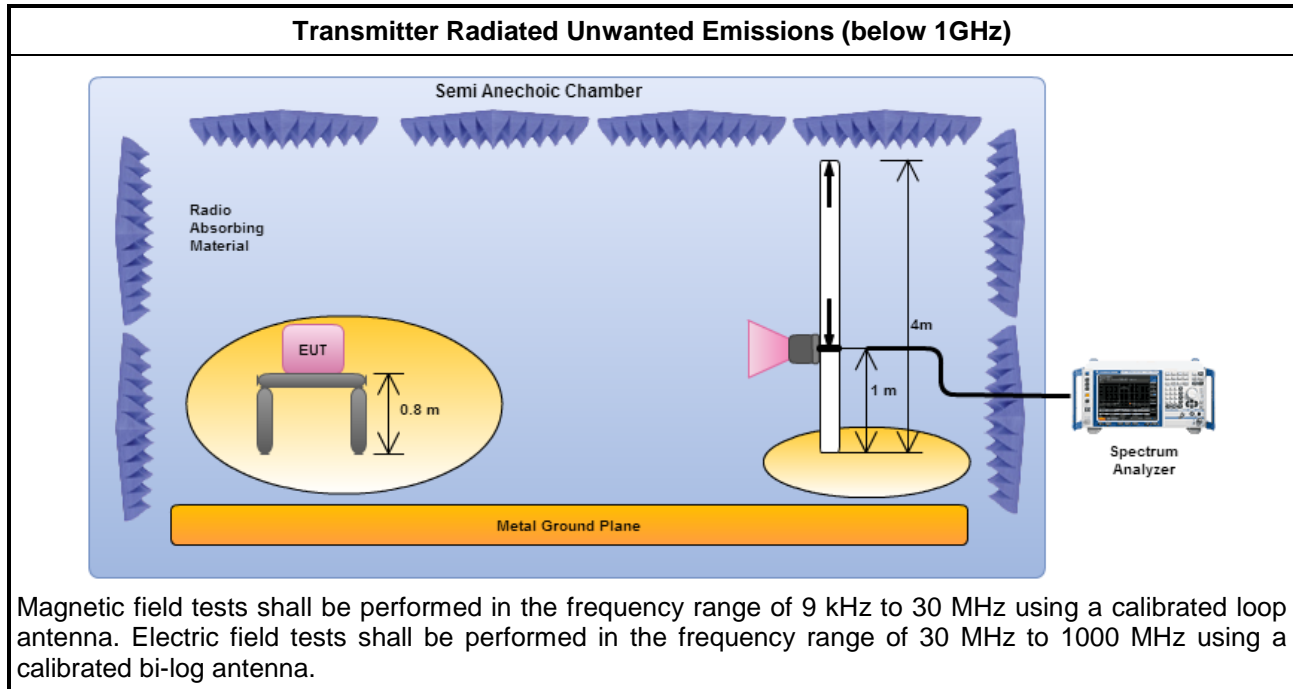 Transmitter Radiated Unwanted Emissions (below 1GHz)
Semi Anechoic Chamber
Radio
Absorbing
Material
EUT
0.8 m
4m
1 m
Spectrum
Analyzer
Metal Ground Plane
Magnetic field tests shall be performed in the frequency range of 9 kHz to 30 MHz using a calibrated loop
antenna. Electric field tests shall be performed in the frequency range of 30 MHz to 1000 MHz using a
calibrated bi-log antenna.